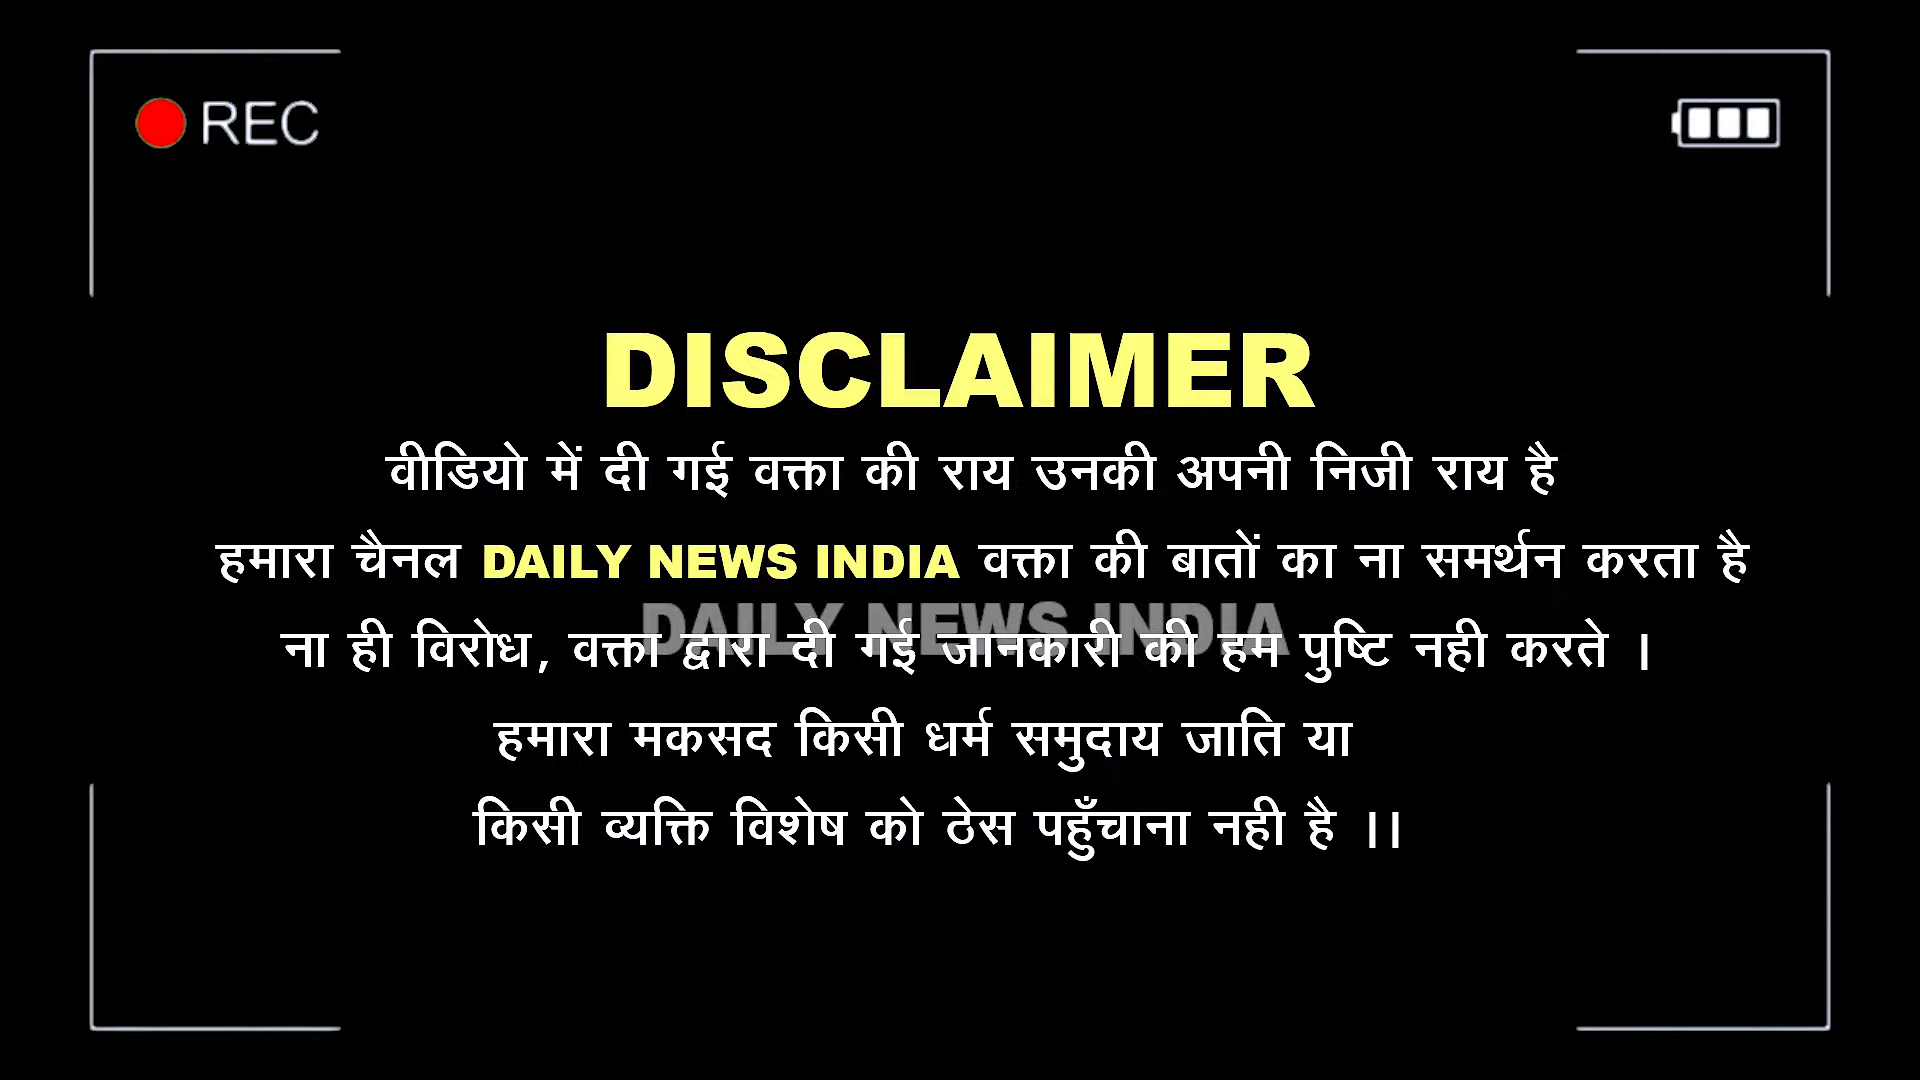 REC
DISCLAIMER
वीडियो में दी गई वक्ता की राय उनकी अपनी निजी राय है
हमारा चैनल DAILY NEWS INDIA वक्ता की बातों का ना समर्थन करता है
DAILY NEWS INDIA
ना ही विरोध, वक्ता द्वारा दी गई जानकारी की हम पुष्टि नही करते ।
हमारा मकसद किसी धर्म समुदाय जाति या
किसी व्यक्ति विशेष को ठेस पहुँचाना नही है ।।